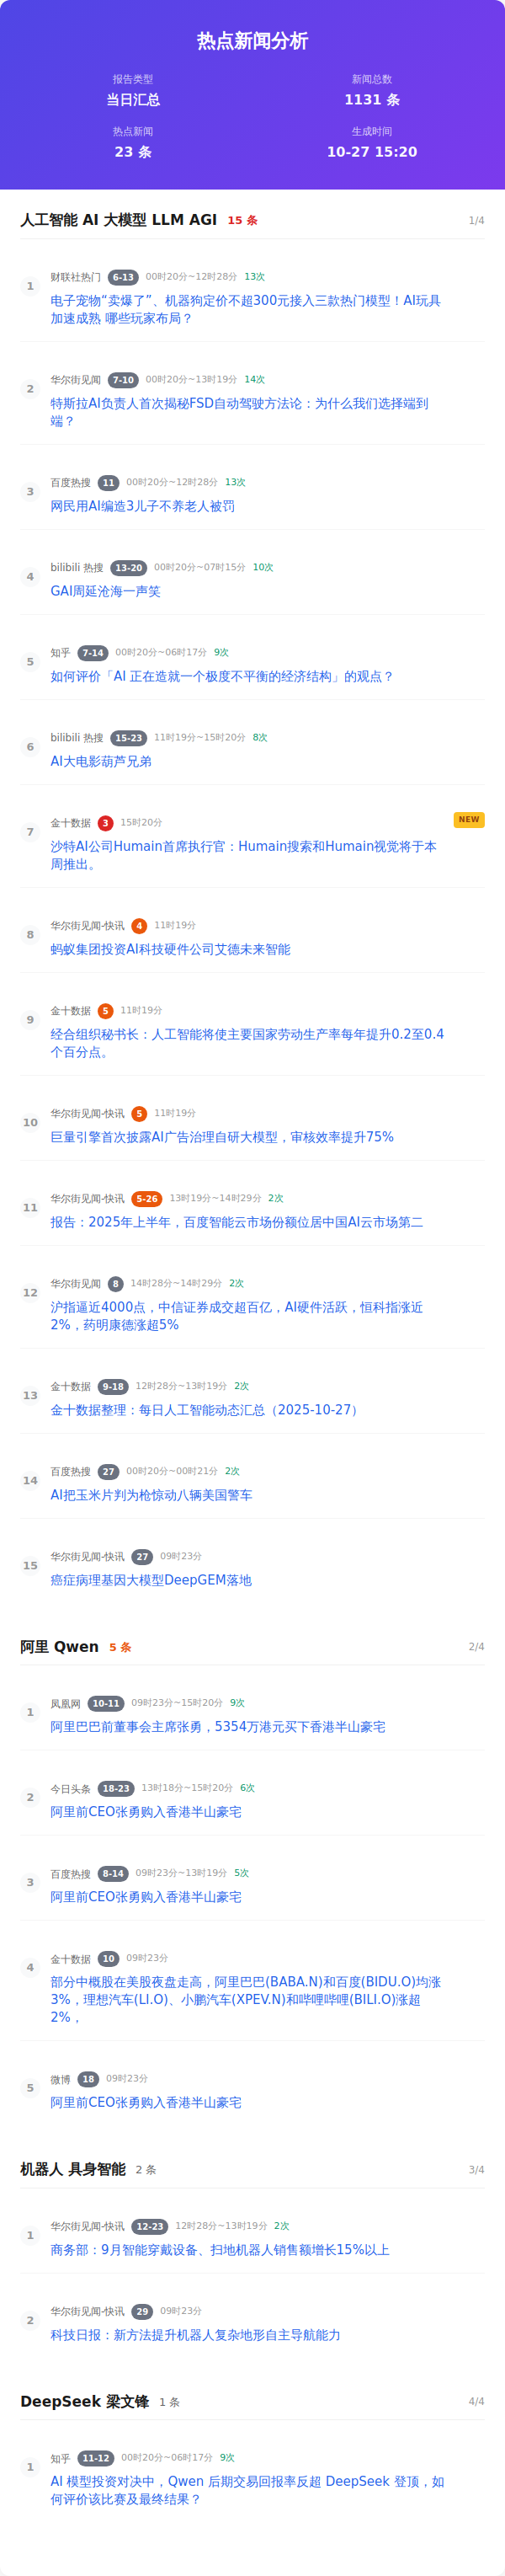 热点新闻分析
报告类型
当日汇总
新闻总数
1131 条
热点新闻
23 条
生成时间
10-27 15:20
人工智能 AI 大模型 LLM AGI 15 条 1/4
1
财联社热门 6-13 00时20分~12时28分 13次
电子宠物“卖爆了”、机器狗定价不超300元接入三款热门模型！AI玩具
加速成熟 哪些玩家布局？
2
华尔街见闻 7-10 00时20分~13时19分 14次
特斯拉AI负责人首次揭秘FSD自动驾驶方法论：为什么我们选择端到
端？
3
百度热搜 11 00时20分~12时28分 13次
网民用AI编造3儿子不养老人被罚
4
bilibili 热搜 13-20 00时20分~07时15分 10次
GAI周延沧海一声笑
5
知乎 7-14 00时20分~06时17分 9次
如何评价「AI 正在造就一个极度不平衡的经济结构」的观点？
6
bilibili 热搜 15-23 11时19分~15时20分 8次
AI大电影葫芦兄弟
7
金十数据 3 15时20分 NEW
沙特AI公司Humain首席执行官：Humain搜索和Humain视觉将于本
周推出。
8
华尔街见闻-快讯 4 11时19分
蚂蚁集团投资AI科技硬件公司艾德未来智能
9
金十数据 5 11时19分
经合组织秘书长：人工智能将使主要国家劳动生产率每年提升0.2至0.4
个百分点。
10
华尔街见闻-快讯 5 11时19分
巨量引擎首次披露AI广告治理自研大模型，审核效率提升75%
11
华尔街见闻-快讯 5-26 13时19分~14时29分 2次
报告：2025年上半年，百度智能云市场份额位居中国AI云市场第二
12
华尔街见闻 8 14时28分~14时29分 2次
沪指逼近4000点，中信证券成交超百亿，AI硬件活跃，恒科指涨近
2%，药明康德涨超5%
13
金十数据 9-18 12时28分~13时19分 2次
金十数据整理：每日人工智能动态汇总（2025-10-27）
14
百度热搜 27 00时20分~00时21分 2次
AI把玉米片判为枪惊动八辆美国警车
15
华尔街见闻-快讯 27 09时23分
癌症病理基因大模型DeepGEM落地
阿里 Qwen 5 条 2/4
1
凤凰网 10-11 09时23分~15时20分 9次
阿里巴巴前董事会主席张勇，5354万港元买下香港半山豪宅
2
今日头条 18-23 13时18分~15时20分 6次
阿里前CEO张勇购入香港半山豪宅
3
百度热搜 8-14 09时23分~13时19分 5次
阿里前CEO张勇购入香港半山豪宅
4
金十数据 10 09时23分
部分中概股在美股夜盘走高，阿里巴巴(BABA.N)和百度(BIDU.O)均涨
3%，理想汽车(LI.O)、小鹏汽车(XPEV.N)和哔哩哔哩(BILI.O)涨超
2%，
5
微博 18 09时23分
阿里前CEO张勇购入香港半山豪宅
机器人 具身智能 2 条 3/4
1
华尔街见闻-快讯 12-23 12时28分~13时19分 2次
商务部：9月智能穿戴设备、扫地机器人销售额增长15%以上
2
华尔街见闻-快讯 29 09时23分
科技日报：新方法提升机器人复杂地形自主导航能力
DeepSeek 梁文锋 1 条 4/4
1
知乎 11-12 00时20分~06时17分 9次
AI 模型投资对决中，Qwen 后期交易回报率反超 DeepSeek 登顶，如
何评价该比赛及最终结果？